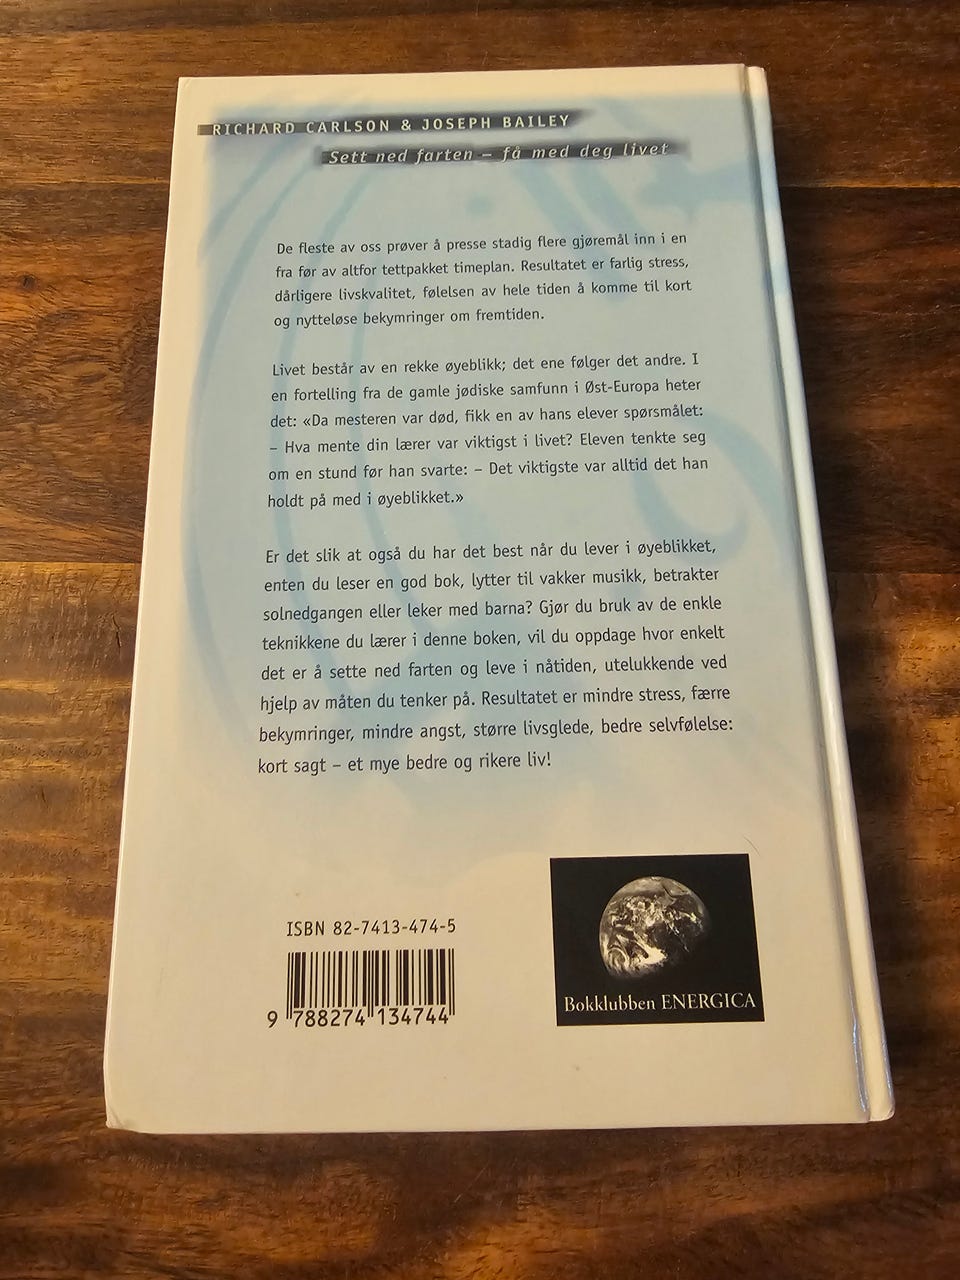 RICHARD CARLSON & JOSEPH BAILEY
Sett ned farten – få med deg livet
De fleste av oss prøver å presse stadig flere gjøremål inn i en
fra før av altfor tettpakket timeplan. Resultatet er farlig stress,
dårligere livskvalitet, følelsen av hele tiden å komme til kort
og nytteløse bekymringer om fremtiden.
Livet består av en rekke øyeblikk; det ene følger det andre. I
en fortelling fra de gamle jødiske samfunn i Øst-Europa heter
det: «Da mesteren var død, fikk en av hans elever spørsmålet:
– Hva mente din lærer var viktigst i livet? Eleven tenkte seg
om en stund før han svarte: – Det viktigste var alltid det han
holdt på med i øyeblikket.»
Er det slik at også du har det best når du lever i øyeblikket,
enten du leser en god bok, lytter til vakker musikk, betrakter
solnedgangen eller leker med barna? Gjør du bruk av de enkle
teknikkene du lærer i denne boken, vil du oppdage hvor enkelt
det er å sette ned farten og leve i nåtiden, utelukkende ved
hjelp av måten du tenker på. Resultatet er mindre stress, færre
bekymringer, mindre angst, større livsglede, bedre selvfølelse:
kort sagt – et mye bedre og rikere liv!
ISBN 82-7413-474-5
9 788274 134744
Bokklubben ENERGICA